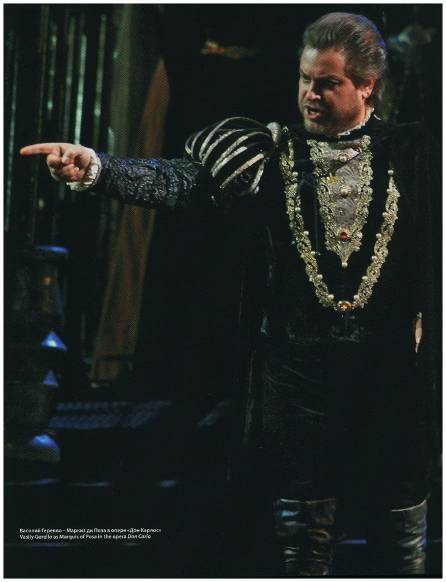 Василий Герелло – Маркиз ди Поза в опере «Дон Карлос»
Vasily Gerello as Marquis of Posa in the opera Don Carlo